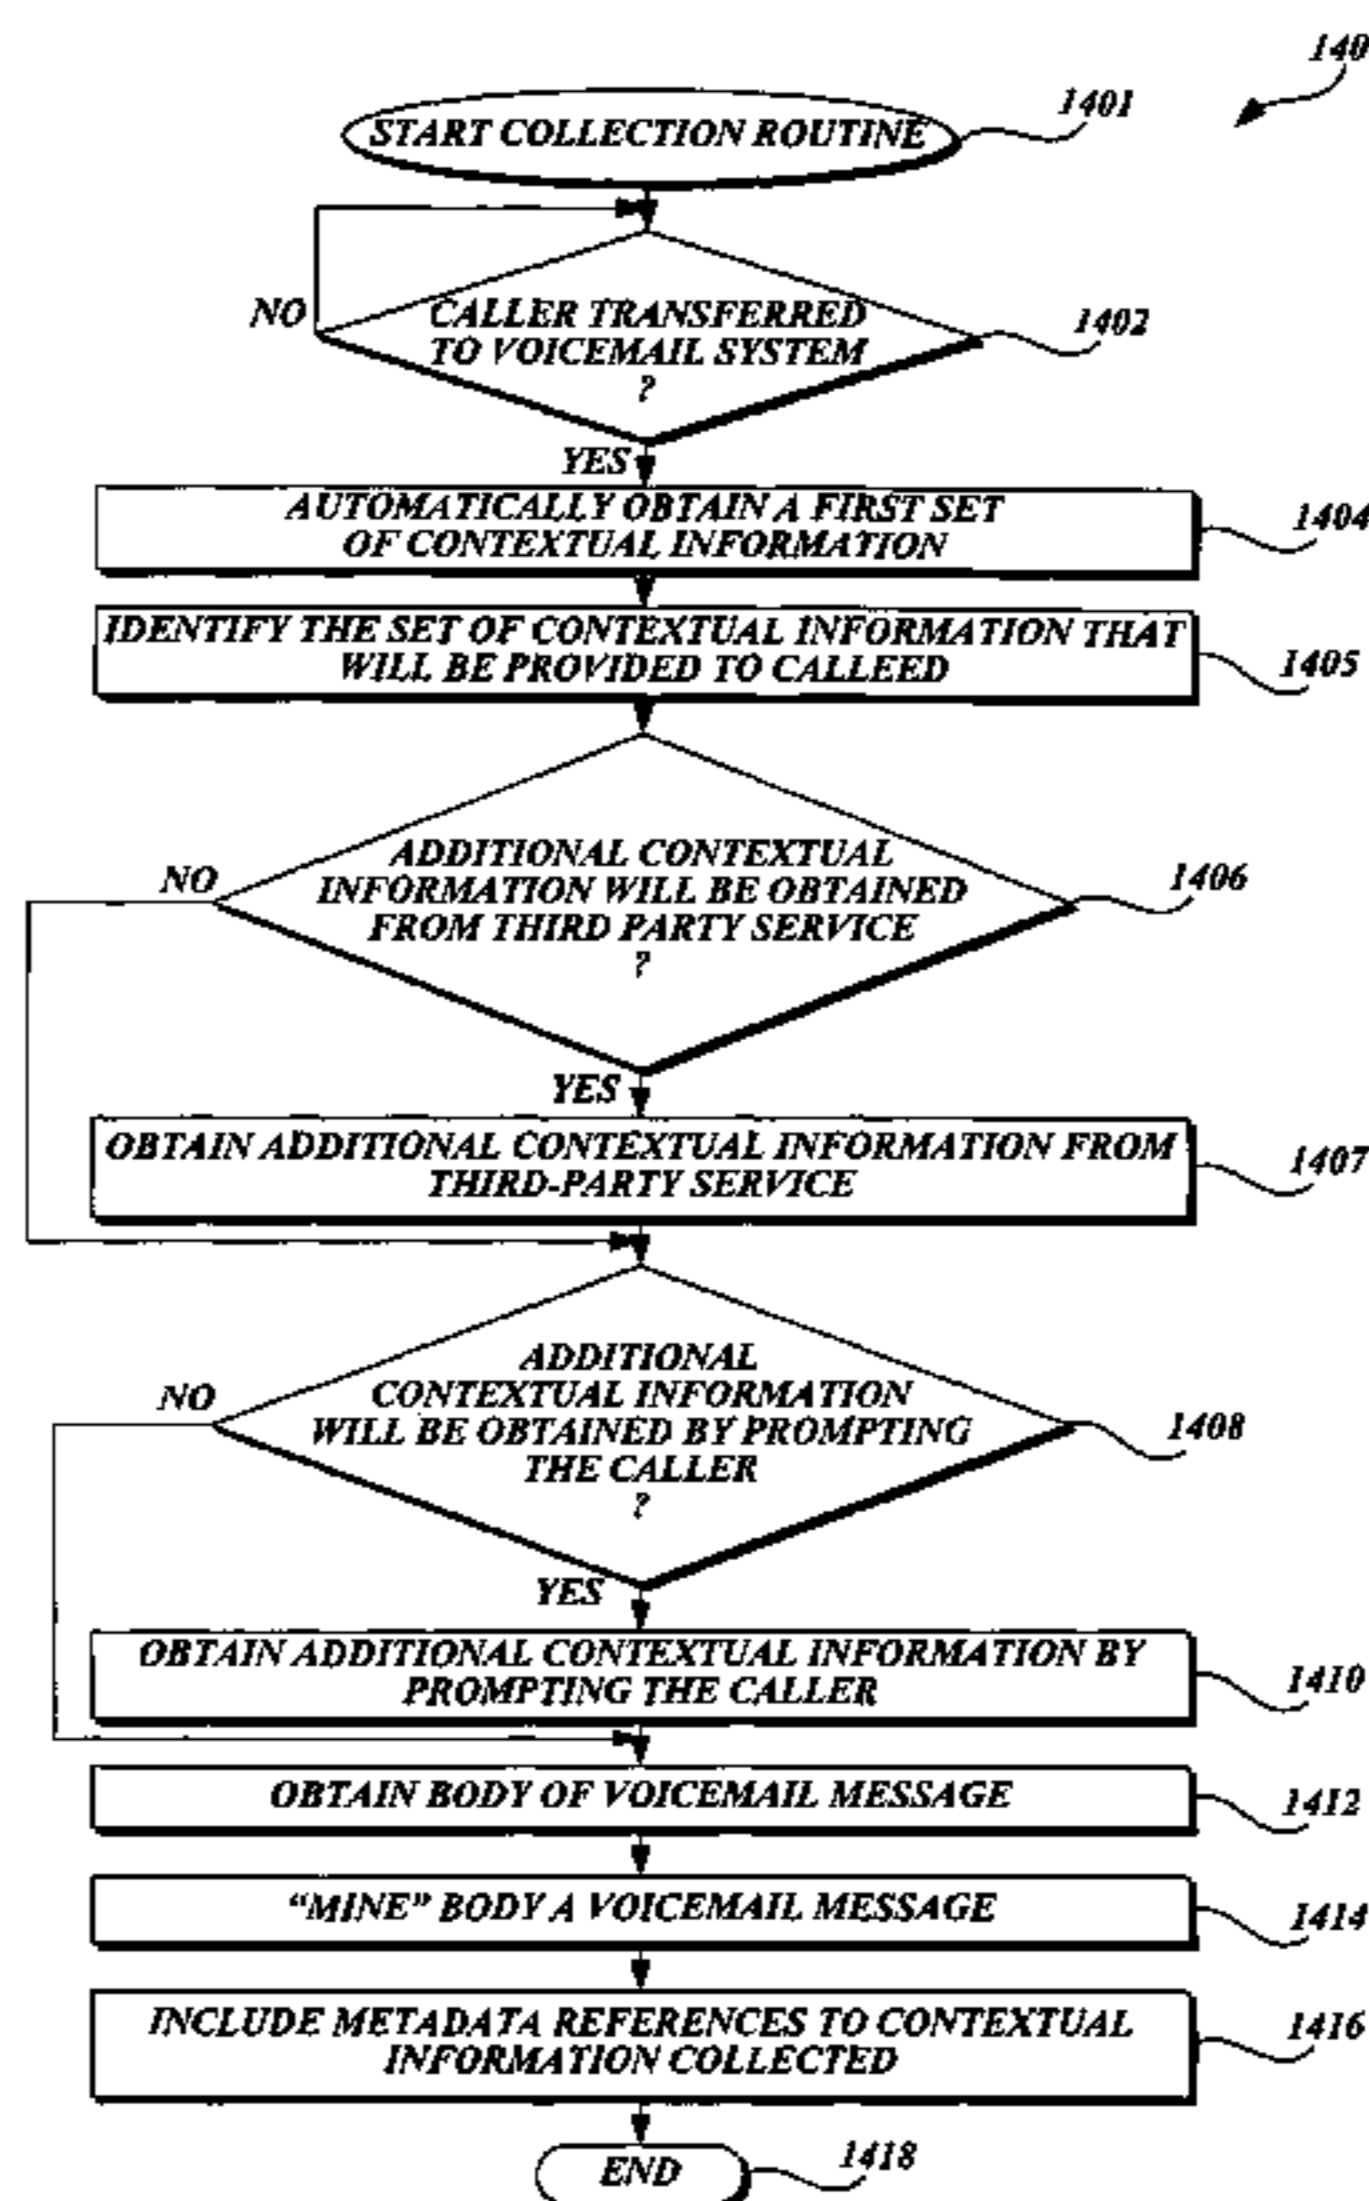 140
START COLLECTION ROUTINE
1401
NO
CALLER TRANSFERRED
TO VOICEMAIL SYSTEM
?
1402
YES
AUTOMATICALLY OBTAIN A FIRST SET
OF CONTEXTUAL INFORMATION
1404
IDENTIFY THE SET OF CONTEXTUAL INFORMATION THAT
WILL BE PROVIDED TO CALLEED
1405
NO
ADDITIONAL CONTEXTUAL
INFORMATION WILL BE OBTAINED
FROM THIRD PARTY SERVICE
?
1406
YES
OBTAIN ADDITIONAL CONTEXTUAL INFORMATION FROM
THIRD-PARTY SERVICE
1407
NO
ADDITIONAL
CONTEXTUAL INFORMATION
WILL BE OBTAINED BY PROMPTING
THE CALLER
?
1408
YES
OBTAIN ADDITIONAL CONTEXTUAL INFORMATION BY
PROMPTING THE CALLER
1410
OBTAIN BODY OF VOICEMAIL MESSAGE
1412
“MINE” BODY A VOICEMAIL MESSAGE
1414
INCLUDE METADATA REFERENCES TO CONTEXTUAL
INFORMATION COLLECTED
1416
END
1418